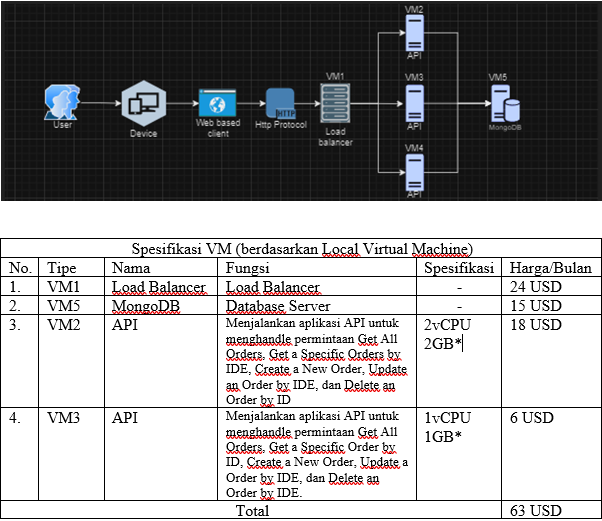 VM2
API
VM1
VM3
VM5
HTTP
User
Device
Web based
client
Http Protocol
Load
balancer
API
MongoDB
VM4
API
Spesifikasi VM (berdasarkan Local Virtual Machine)
No. Tipe Nama Fungsi Spesifikasi Harga/Bulan
1. VM1 Load Balancer Load Balancer - 24 USD
2. VM5 MongoDB Database Server - 15 USD
3. VM2 API Menjalankan aplikasi API untuk 2vCPU 18 USD
menghandle permintaan Get All 2GB*
Orders, Get a Specific Orders by
IDE, Create a New Order, Update
an Order by IDE, dan Delete an
Order by ID
4. VM3 API Menjalankan aplikasi API untuk 1vCPU 6 USD
menghandle permintaan Get All 1GB*
Orders, Get a Specific Order by
ID, Create a New Order, Update a
Order by IDE, dan Delete an
Order by IDE.
Total 63 USD